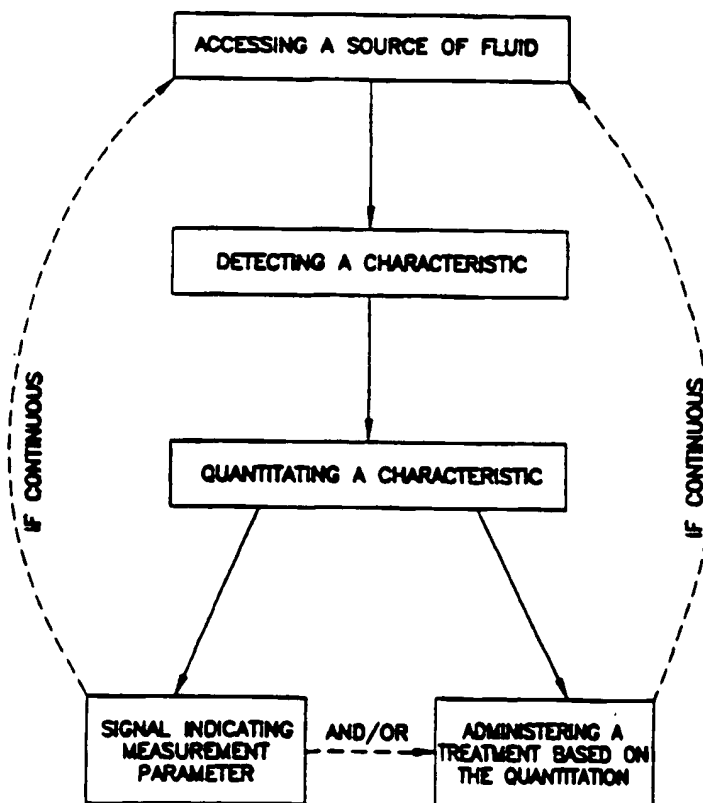 ACCESSING A SOURCE OF FLUID
DETECTING A CHARACTERISTIC
IF CONTINUOUS
IF CONTINUOUS
QUANTITATING A CHARACTERISTIC
SIGNAL INDICATING
MEASUREMENT
PARAMETER
AND/OR
ADMINISTERING A
TREATMENT BASED ON
THE QUANTITATION